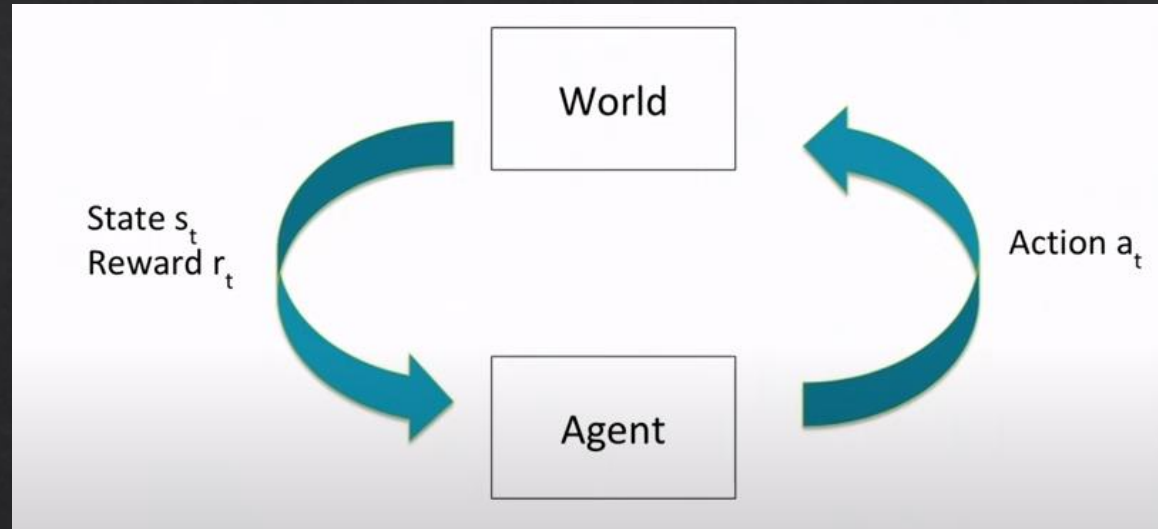 World
State sₜ
Reward rₜ
Action aₜ
Agent